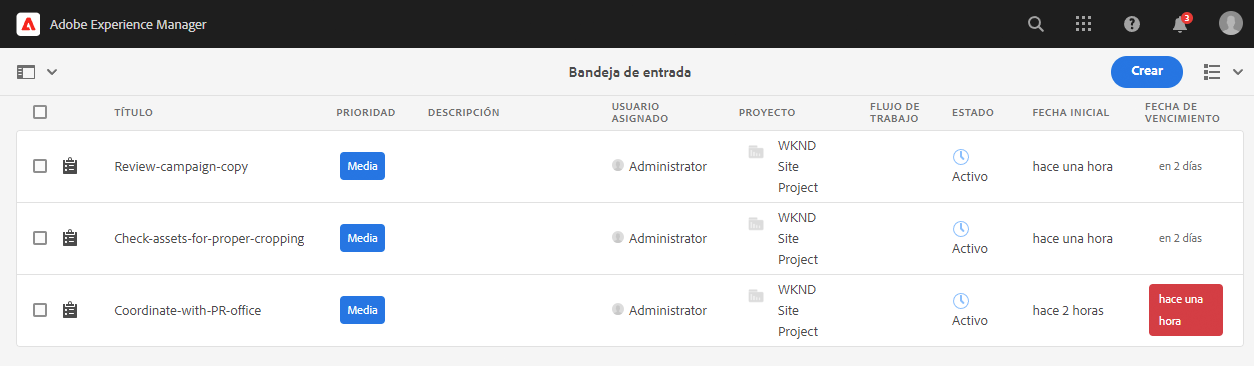 Adobe Experience Manager
3
Bandeja de entrada
Crear
TÍTULO
PRIORIDAD
DESCRIPCIÓN
USUARIO
ASIGNADO
PROYECTO
FLUJO DE
TRABAJO
ESTADO
FECHA INICIAL
FECHA DE
VENCIMIENTO
Review-campaign-copy
Media
Administrator
WKND
Site
Project
Activo
hace una hora
en 2 días
Check-assets-for-proper-cropping
Media
Administrator
WKND
Site
Project
Activo
hace una hora
en 2 días
Coordinate-with-PR-office
Media
Administrator
WKND
Site
Project
Activo
hace 2 horas
hace una
hora